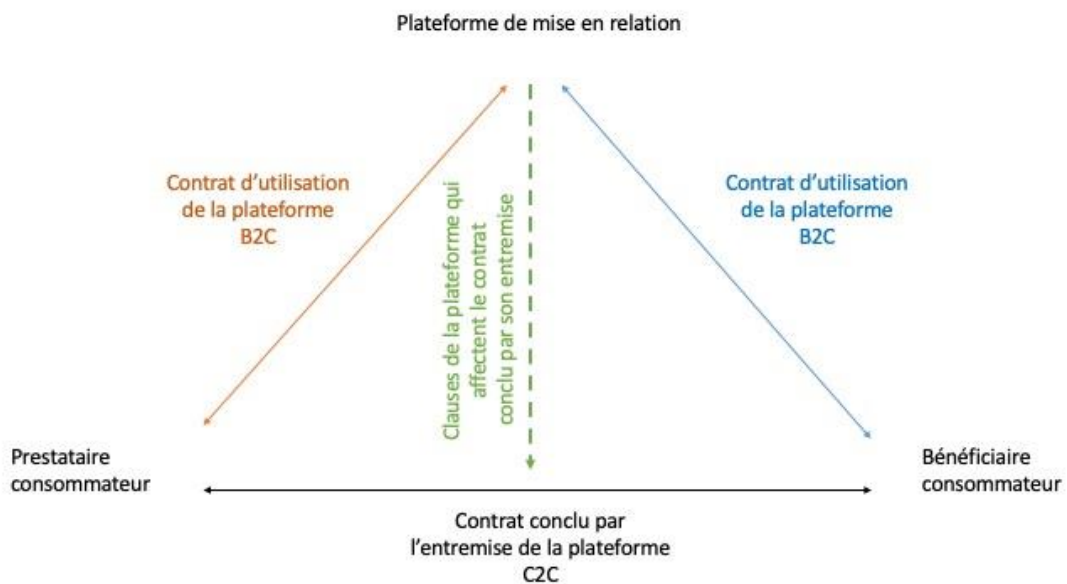 Plateforme de mise en relation
Contrat d'utilisation
de la plateforme
B2C
Clauses de la plateforme qui
affectent le contrat
conclu par son entremise
Contrat d'utilisation
de la plateforme
B2C
Prestataire
consommateur
Bénéficiaire
consommateur
Contrat conclu par
l'entremise de la plateforme
C2C